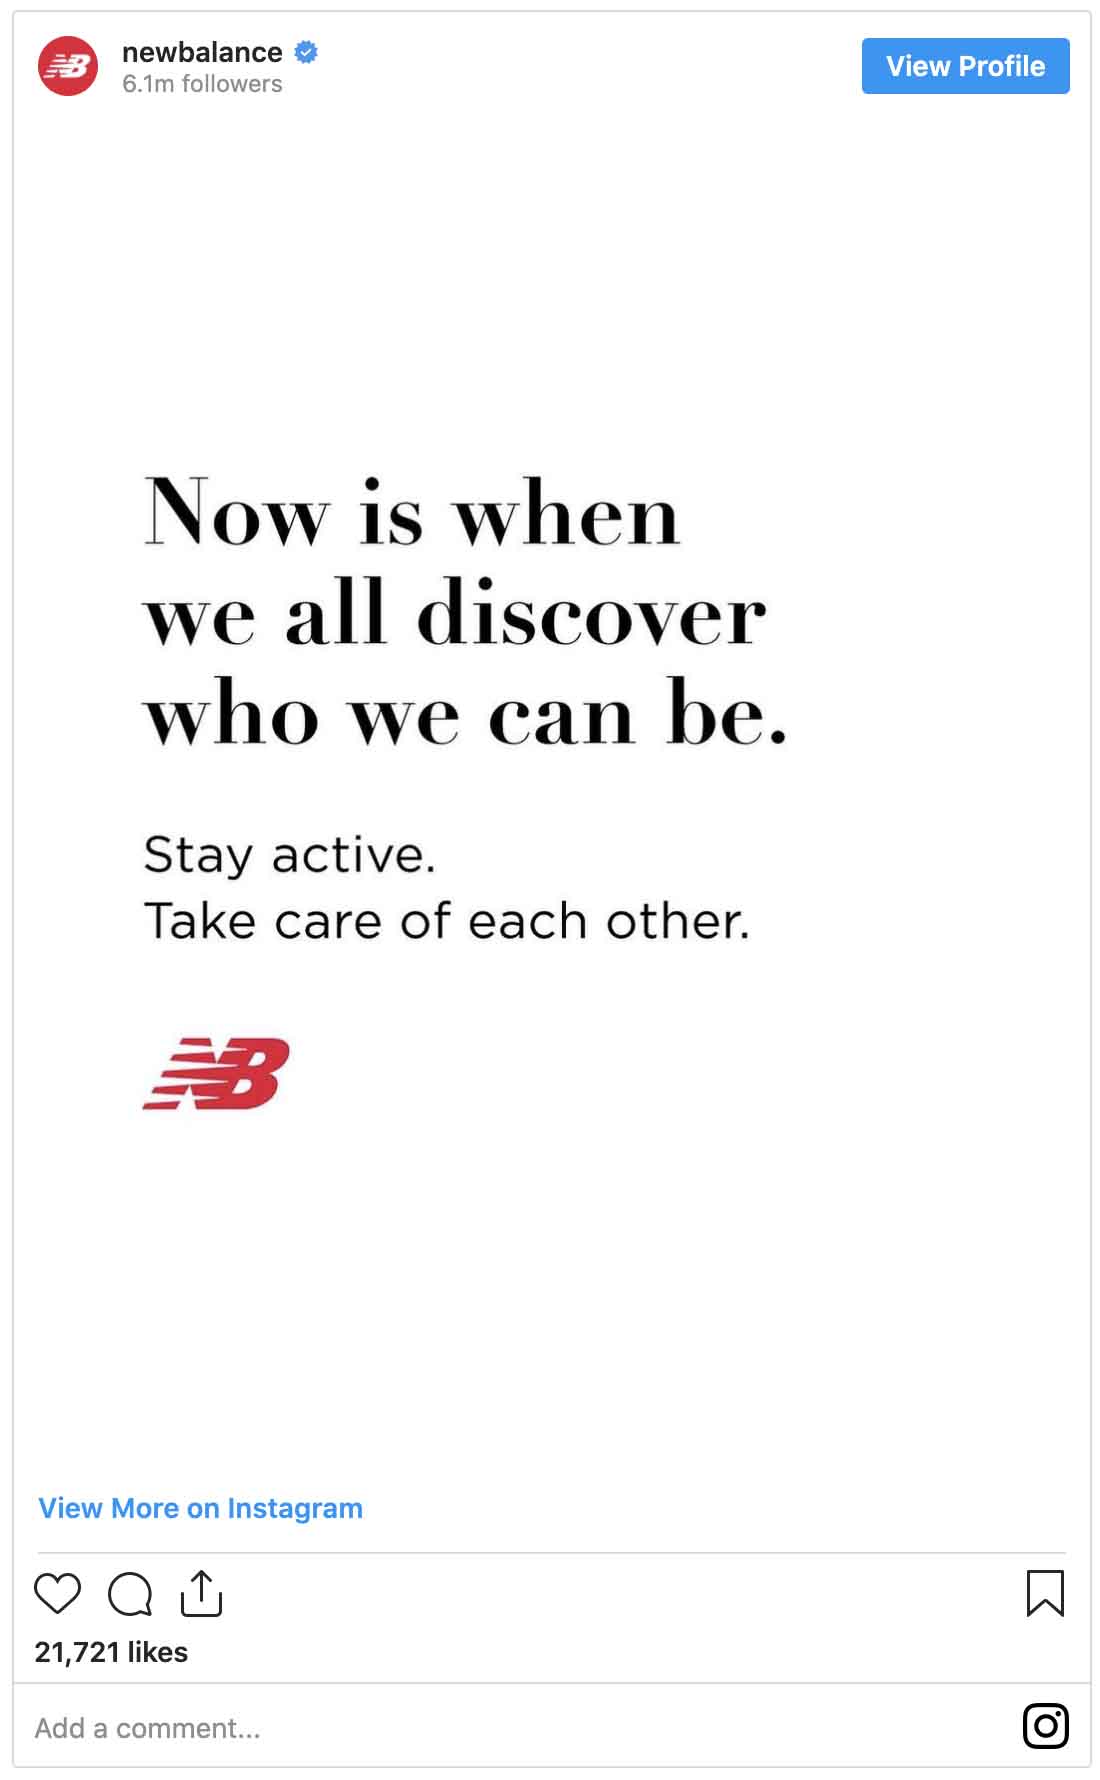 NB
newbalance
6.1m followers
View Profile
Now is when
we all discover
who we can be.
Stay active.
Take care of each other.
NB
View More on Instagram
21,721 likes
Add a comment...